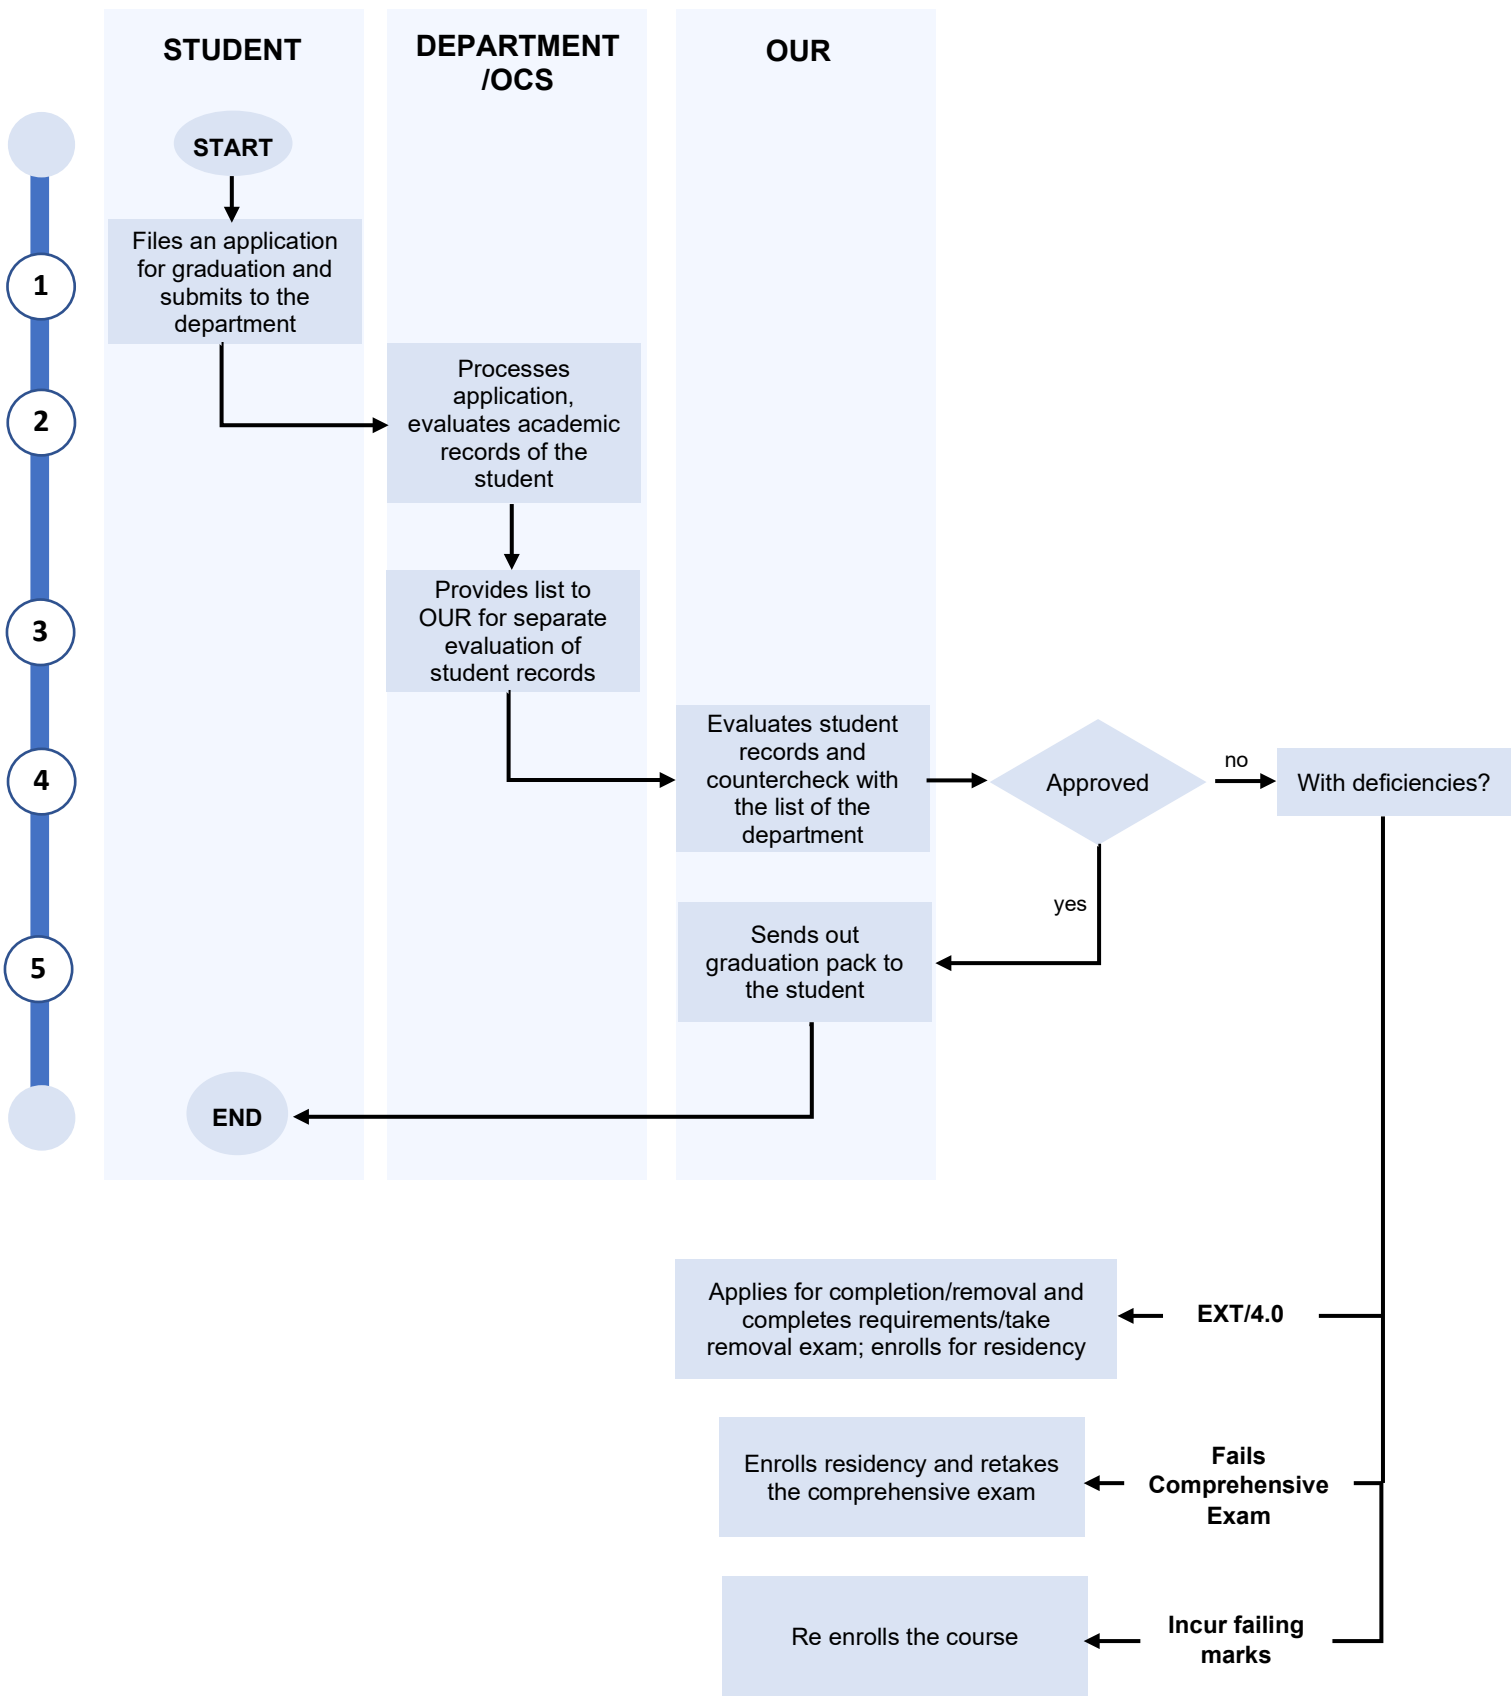 STUDENT
DEPARTMENT
/OCS
OUR
START
1
Files an application
for graduation and
submits to the
department
2
Processes
application,
evaluates academic
records of the
student
3
Provides list to
OUR for separate
evaluation of
student records
4
Evaluates student
records and
countercheck with
the list of the
department
Approved
no
With deficiencies?
yes
5
Sends out
graduation pack to
the student
END
Applies for completion/removal and
completes requirements/take
removal exam; enrolls for residency
EXT/4.0
Enrolls residency and retakes
the comprehensive exam
Fails
Comprehensive
Exam
Re enrolls the course
Incur failing
marks